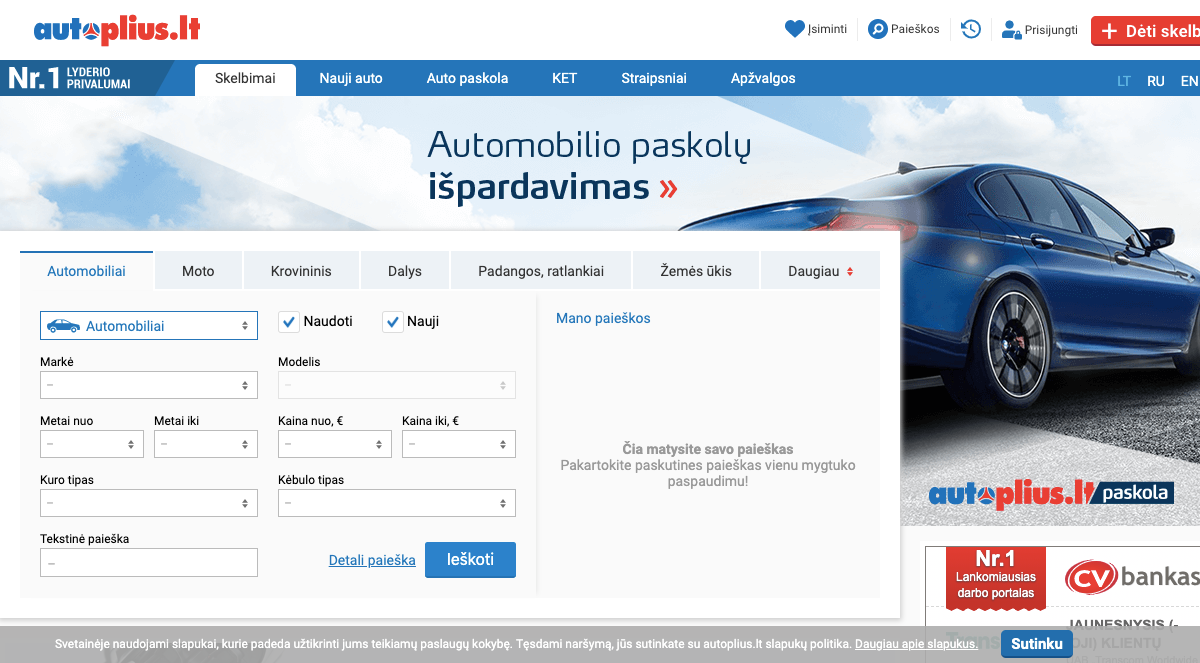 autoplius.lt
Įsiminti
Paieškos
Prisijungti
+ Dėti skelb
Nr.1 LYDERIO
PRIVALUMAI
Skelbimai
Nauji auto
Auto paskola
KET
Straipsniai
Apžvalgos
LT RU EN
Automobilio paskolų
išpardavimas »
Automobiliai
Moto
Krovininis
Dalys
Padangos, ratlankiai
Žemės ūkis
Daugiau
Automobiliai
Naudoti
Nauji
Mano paieškos
Markė
Modelis
–
–
Metai nuo
Metai iki
Kaina nuo, €
Kaina iki, €
–
–
–
–
Čia matysite savo paieškas
Pakartokite paskutines paieškas vienu mygtuko
paspaudimu!
Kuro tipas
Kėbulo tipas
–
–
autoplius.lt paskola
Tekstinė paieška
–
Detali paieška
Ieškoti
Nr.1
Lankomiausias
darbo portalas
CV bankas
JAUNESNYSIS (-
OJI) KLIENTŲ
Svetainėje naudojami slapukai, kurie padeda užtikrinti jums teikiamų paslaugų kokybę. Tęsdami naršymą, jūs sutinkate su autoplius.lt slapukų politika. Daugiau apie slapukus.
Sutinku